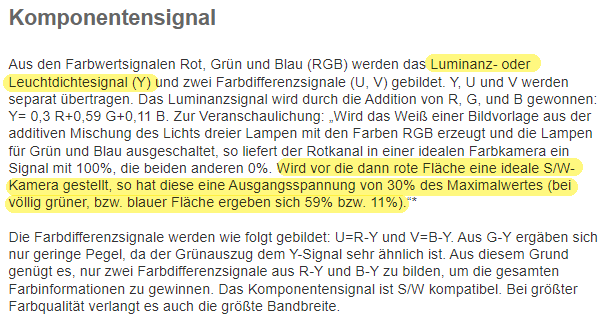 Komponentensignal
Aus den Farbwertsignalen Rot, Grün und Blau (RGB) werden das Luminanz- oder
Leuchtdichtesignal (Y) und zwei Farbdifferenzsignale (U, V) gebildet. Y, U und V werden
separat übertragen. Das Luminanzsignal wird durch die Addition von R, G, und B gewonnen:
Y= 0,3 R+0,59 G+0,11 B. Zur Veranschaulichung: „Wird das Weiß einer Bildvorlage aus der
additiven Mischung des Lichts dreier Lampen mit den Farben RGB erzeugt und die Lampen
für Grün und Blau ausgeschaltet, so liefert der Rotkanal in einer idealen Farbkamera ein
Signal mit 100%, die beiden anderen 0%. Wird vor die dann rote Fläche eine ideale S/W-
Kamera gestellt, so hat diese eine Ausgangsspannung von 30% des Maximalwertes (bei
völlig grüner, bzw. blauer Fläche ergeben sich 59% bzw. 11%).“*
Die Farbdifferenzsignale werden wie folgt gebildet: U=R-Y und V=B-Y. Aus G-Y ergäben sich
nur geringe Pegel, da der Grünauszug dem Y-Signal sehr ähnlich ist. Aus diesem Grund
genügt es, nur zwei Farbdifferenzsignale aus R-Y und B-Y zu bilden, um die gesamten
Farbinformationen zu gewinnen. Das Komponentensignal ist S/W kompatibel. Bei größter
Farbqualität verlangt es auch die größte Bandbreite.